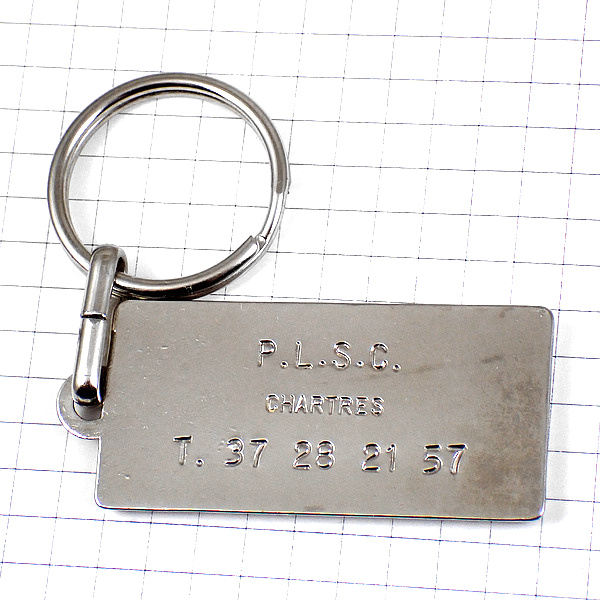 P.L.S.C.
CHARTRES
T. 37 28 21 57